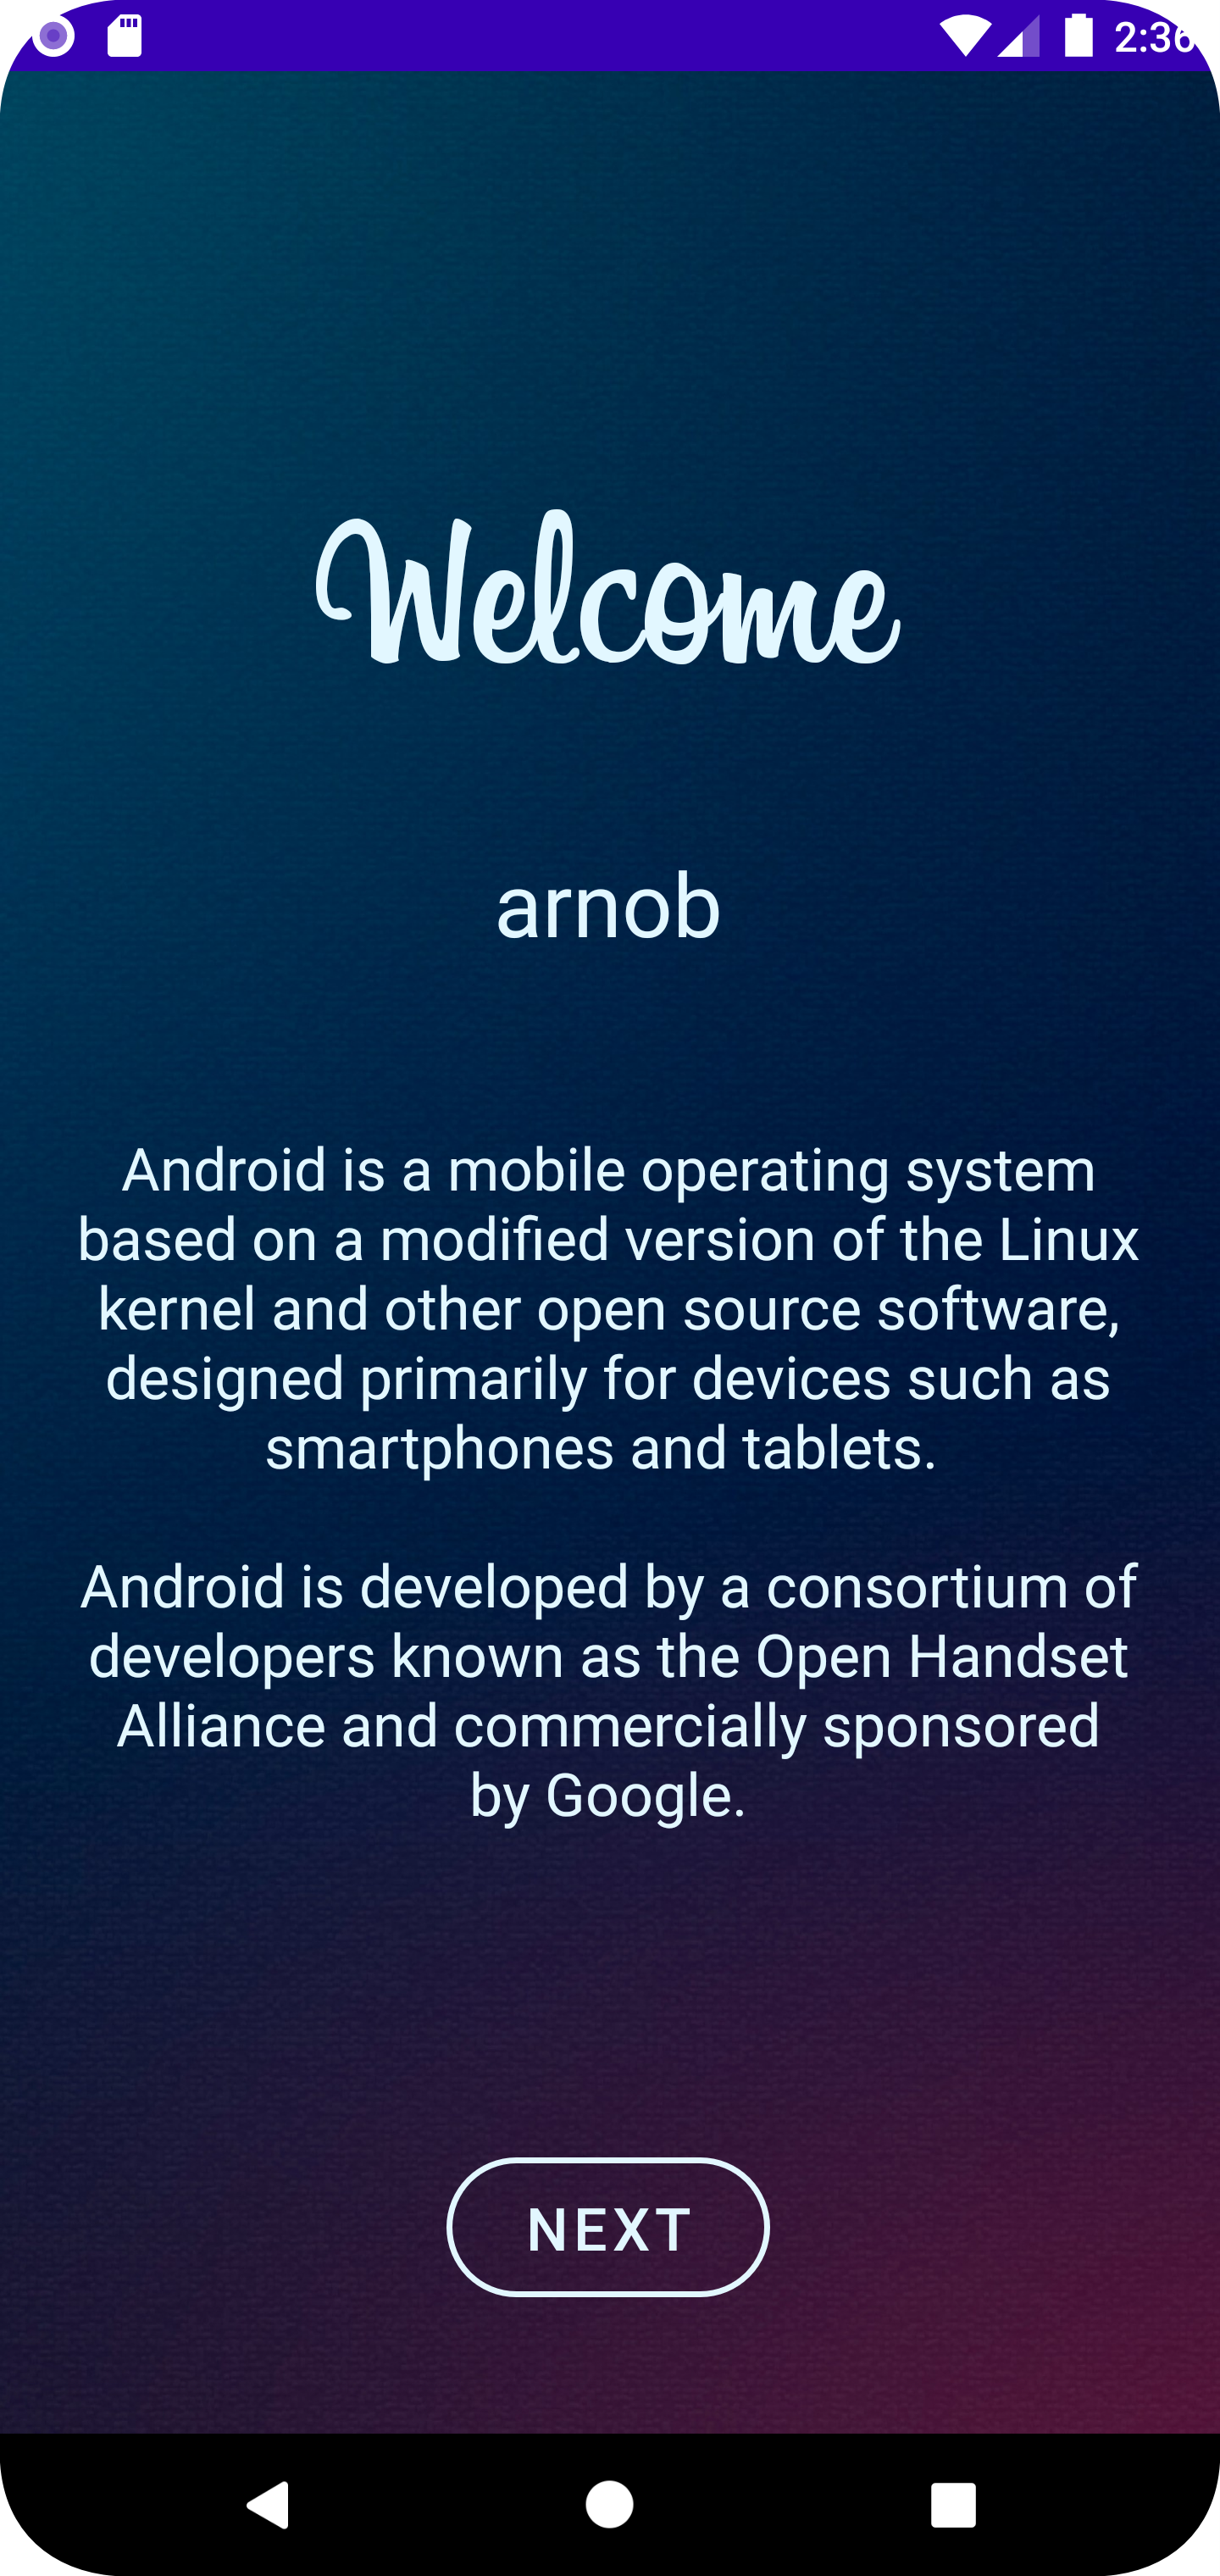 2:36
Welcome
arnob
Android is a mobile operating system
based on a modified version of the Linux
kernel and other open source software,
designed primarily for devices such as
smartphones and tablets.
Android is developed by a consortium of
developers known as the Open Handset
Alliance and commercially sponsored
by Google.
NEXT